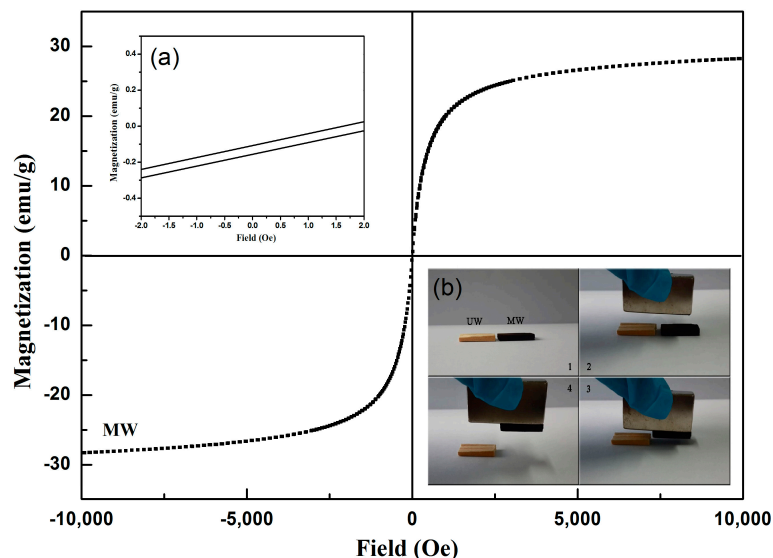 Magnetization (emu/g)
30
20
10
0
-10
-20
-30
-10,000
-5,000
0
5,000
10,000
Field (Oe)
MW
(a)
Magnetization (emu/g)
0.4
0.2
0.0
-0.2
-0.4
-2.0 -1.5 -1.0 -0.5 0.0 0.5 1.0 1.5 2.0
Field (Oe)
(b)
UW MW
1
2
4
3